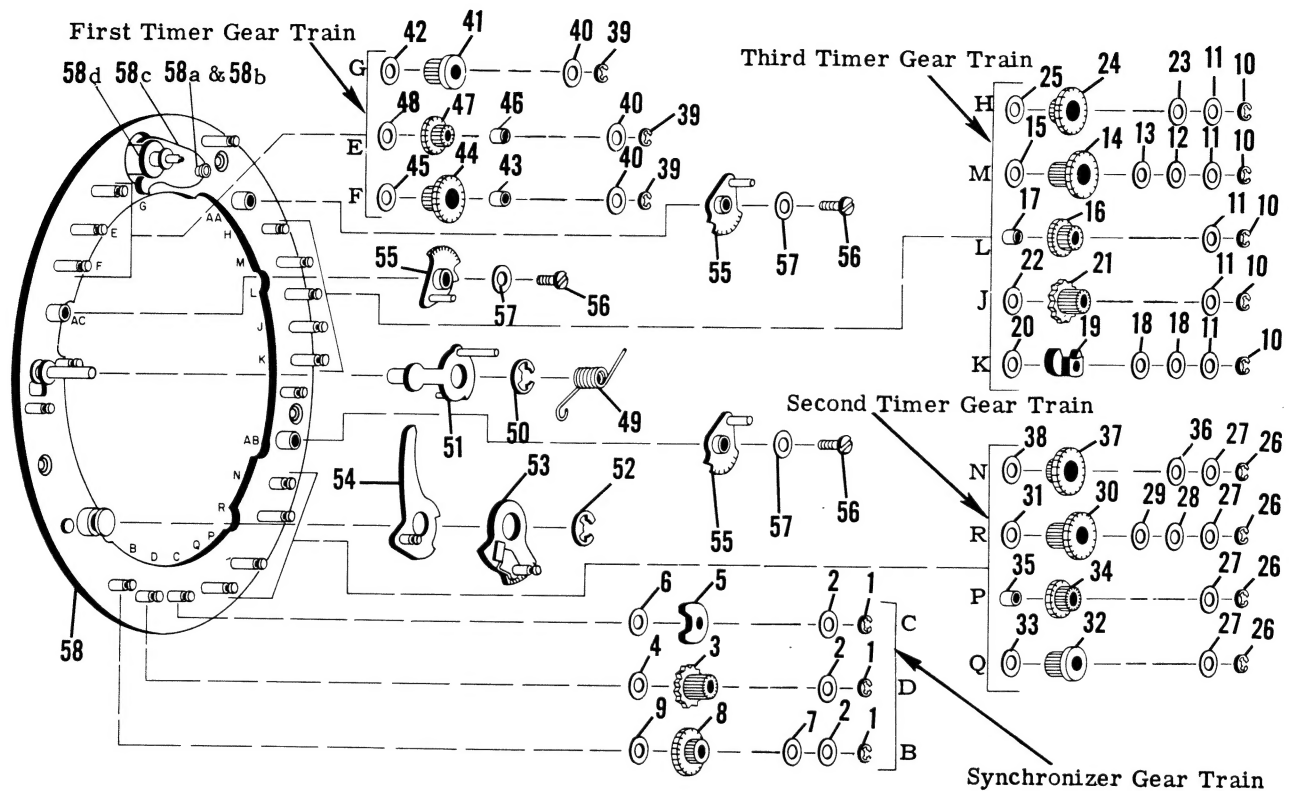 First Timer Gear Train
58d 58c 58a & 58b
42 41 40 39
G
48 47 46 40 39
E
45 44 43 40 39
F
Third Timer Gear Train
25 24 23 11 10
H
15 14 13 12 11 10
M
17 16 11 10
L
22 21 11 10
J
20 19 18 18 11 10
K
55 57 56
55 57 56
G
AA
E H
F M
L
AC
J
K
AB
N
R
P
Q
B D C
51 50 49
54 53 52
55 57 56
58
Second Timer Gear Train
38 37 36 27 26
N
31 30 29 28 27 26
R
35 34 27 26
P
33 32 27 26
Q
6 5 2 1
C
4 3 2 1
D
9 8 7 2 1
B
Synchronizer Gear Train